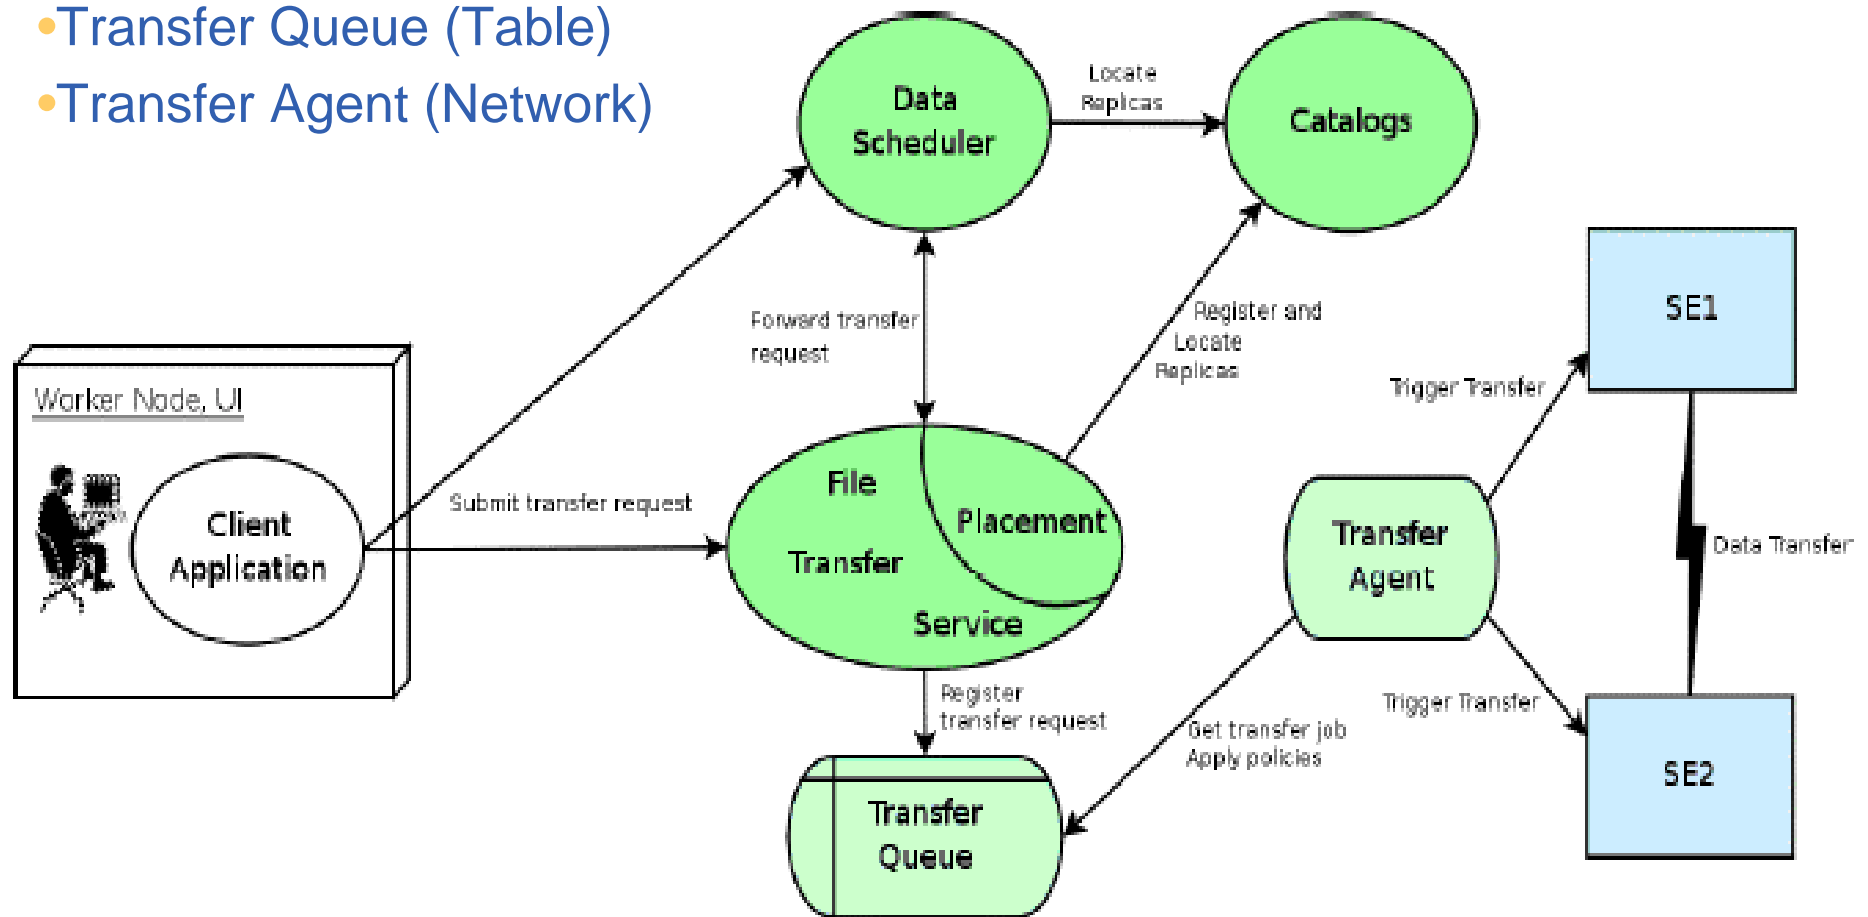 •Transfer Queue (Table)
•Transfer Agent (Network)
Data
Scheduler
Locate
Replicas
Catalogs
Forward transfer
request
Register and
Locate
Replicas
SE1
Trigger Transfer
Worker Node, UI
Client
Application
Submit transfer request
File
Placement
Transfer
Service
Transfer
Agent
Data Transfer
Register
transfer request
Get transfer job
Apply policies
Trigger Transfer
SE2
Transfer
Queue